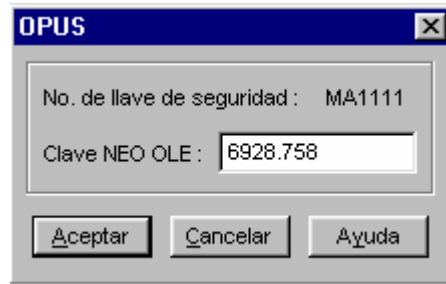 OPUS
No. de llave de seguridad : MA1111
Clave NEO OLE : 6928.758
Aceptar Cancelar Ayuda